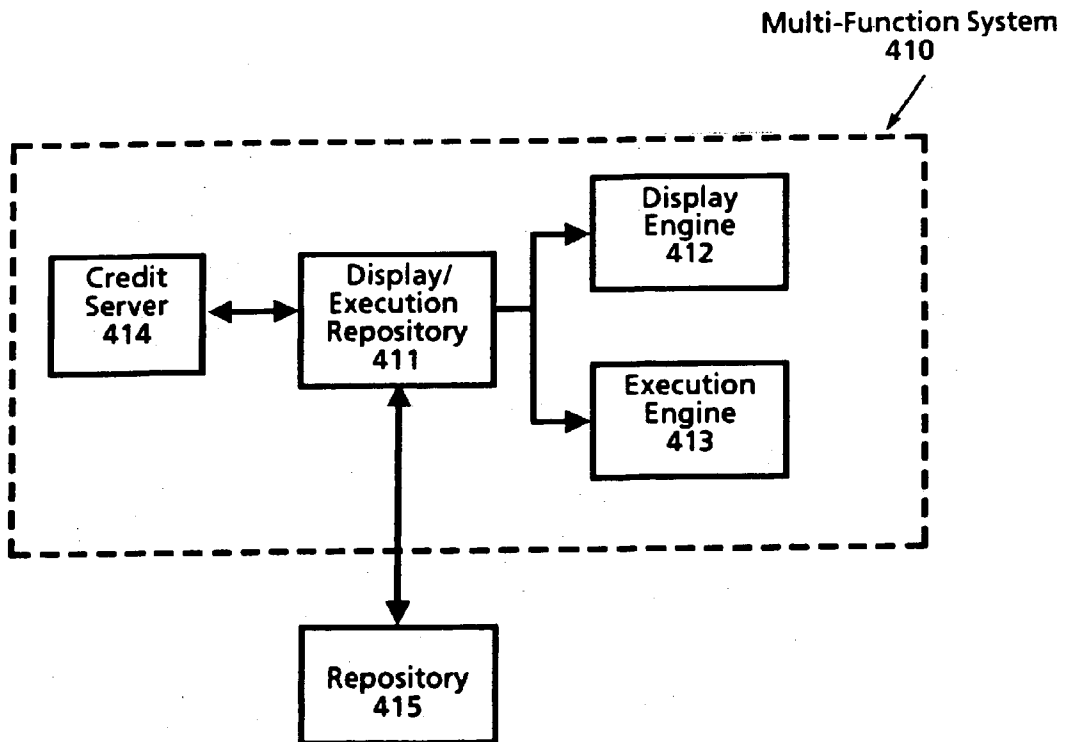 Multi-Function System
410
Display
Engine
412
Credit
Server
414
Display/
Execution
Repository
411
Execution
Engine
413
Repository
415